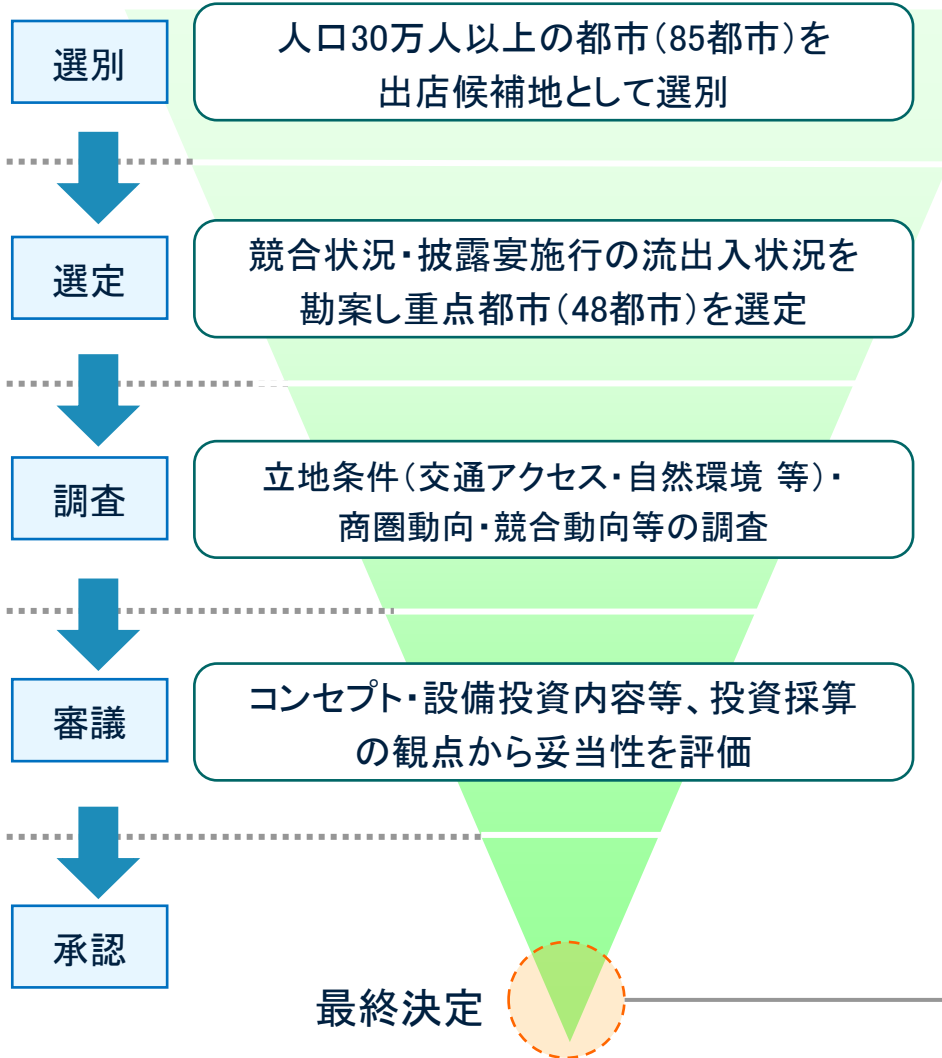 選別
人口30万人以上の都市(85都市)を
出店候補地として選別
選定
競合状況・披露宴施行の流出入状況を
勘案し重点都市(48都市)を選定
調査
立地条件(交通アクセス・自然環境 等)・
商圏動向・競合動向等の調査
審議
コンセプト・設備投資内容等、投資採算
の観点から妥当性を評価
承認
最終決定